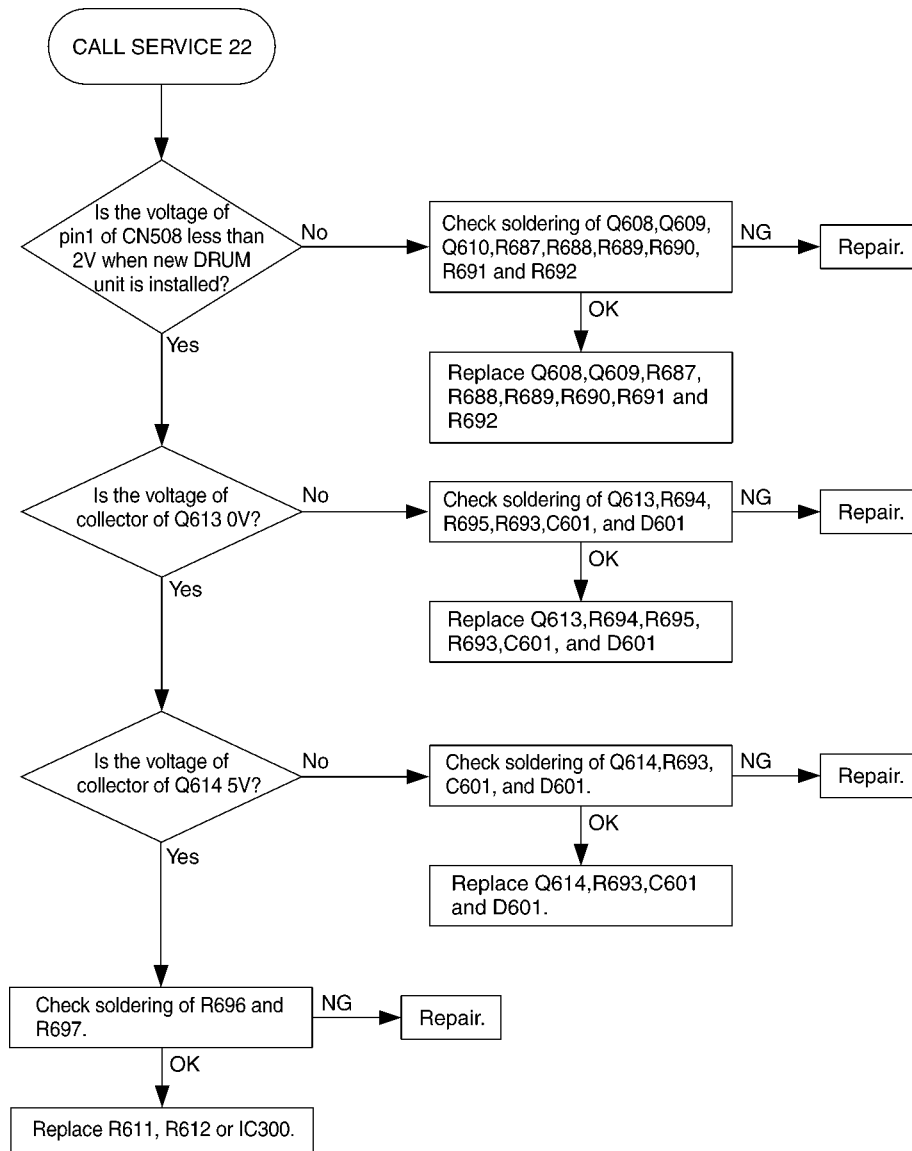 CALL SERVICE 22
Is the voltage of
pin1 of CN508 less than
2V when new DRUM
unit is installed?
No
Check soldering of Q608,Q609,
Q610,R687,R688,R689,R690,
R691 and R692
NG
Repair.
OK
Yes
Replace Q608,Q609,R687,
R688,R689,R690,R691 and
R692
Is the voltage of
collector of Q613 0V?
No
Check soldering of Q613,R694,
R695,R693,C601, and D601
NG
Repair.
OK
Yes
Replace Q613,R694,R695,
R693,C601, and D601
Is the voltage of
collector of Q614 5V?
No
Check soldering of Q614,R693,
C601, and D601.
NG
Repair.
OK
Yes
Replace Q614,R693,C601
and D601.
Check soldering of R696 and
R697.
NG
Repair.
OK
Replace R611, R612 or IC300.